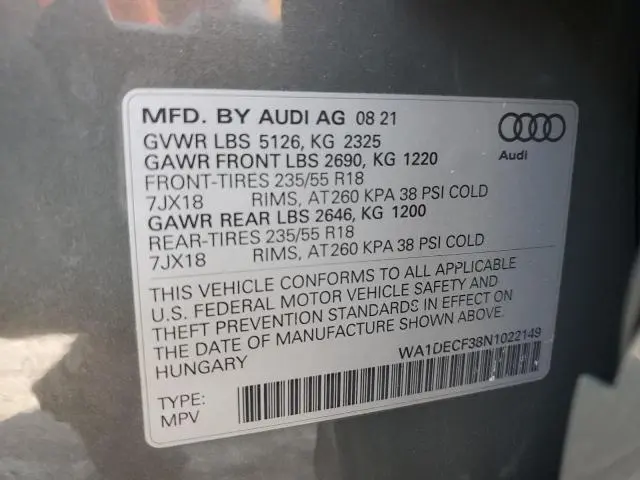 MFD. BY AUDI AG 08 21
GVWR LBS 5126, KG 2325
GAWR FRONT LBS 2690, KG 1220
FRONT-TIRES 235/55 R18
7JX18 RIMS, AT260 KPA 38 PSI COLD
GAWR REAR LBS 2646, KG 1200
REAR-TIRES 235/55 R18
7JX18 RIMS, AT260 KPA 38 PSI COLD
Audi
THIS VEHICLE CONFORMS TO ALL APPLICABLE
U.S. FEDERAL MOTOR VEHICLE SAFETY AND
THEFT PREVENTION STANDARDS IN EFFECT ON
THE DATE OF MANUFACTURE SHOWN ABOVE.
HUNGARY
WA1DECF38N1022149
TYPE:
MPV